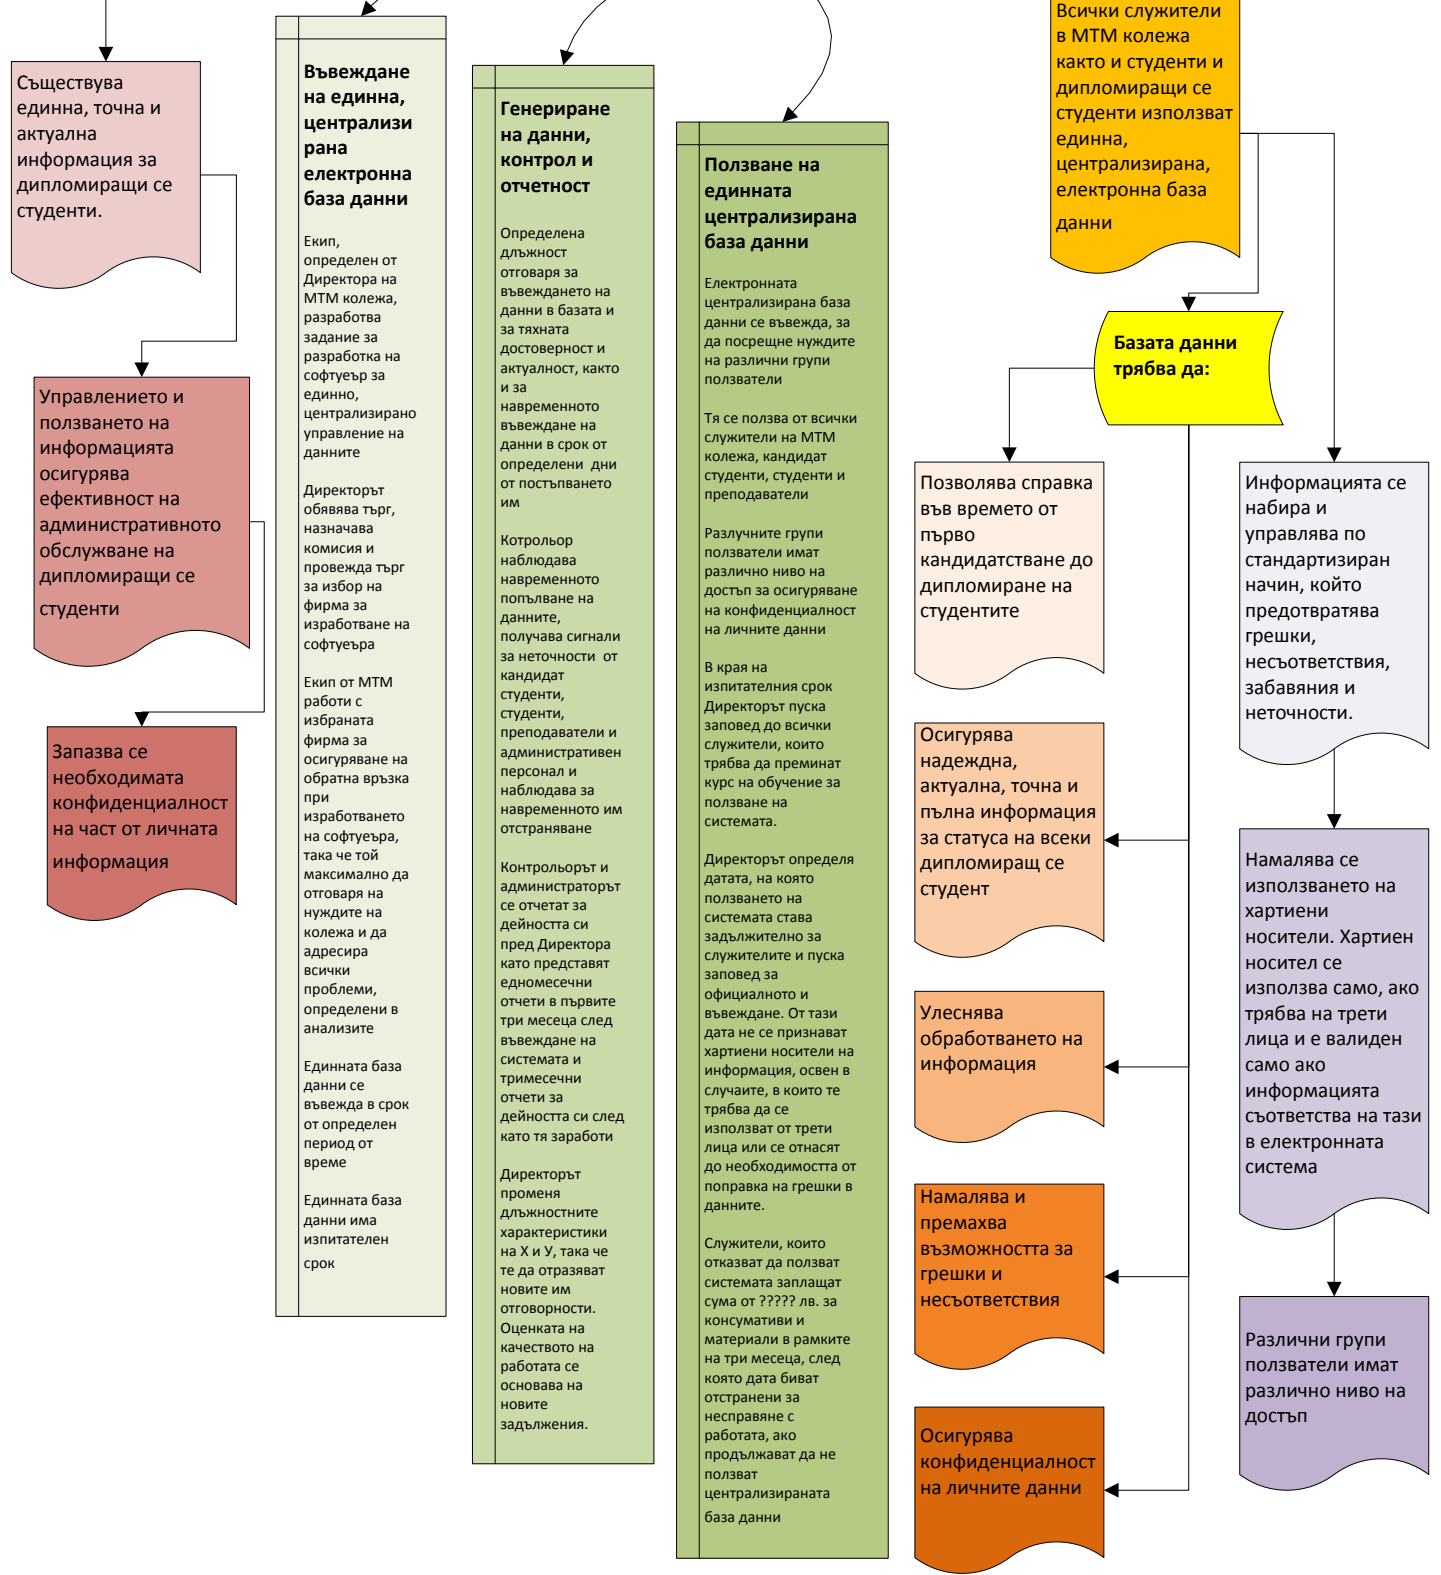 Съществува
единна, точна и
актуална
информация за
дипломиращи се
студенти.
Управлението и
ползването на
информацията
осигурява
ефективност на
административното
обслужване на
дипломиращи се
студенти
Запазва се
необходимата
конфиденциалност
на част от личната
информация
Въвеждане
на единна,
централизи
рана
електронна
база данни
Екип,
определен от
Директора на
МТМ колежа,
разработва
задание за
разработка на
софтуеър за
единно,
централизирано
управление на
данните
Директорът
обявява търг,
назначава
комисия и
провежда търг
за избор на
фирма за
изработване на
софтуеъра
Екип от МТМ
работи с
избраната
фирма за
осигуряване на
обратна връзка
при
изработването
на софтуеъра,
така че той
максимално да
отговаря на
нуждите на
колежа и да
адресира
всички
проблеми,
определени в
анализите
Единната база
данни се
въвежда в срок
от определен
период от
време
Единната база
данни има
изпитателен
срок
Генериране
на данни,
контрол и
отчетност
Определена
длъжност
отговаря за
въвеждането на
данни в базата и
за тяхната
достоверност и
актуалност, както
и за
навременното
въвеждане на
данни в срок от
определени  дни
от постъпването
им
Котрольор
наблюдава
навременното
попълване на
данните,
получава сигнали
за неточности  от
кандидат
студенти,
студенти,
преподаватели и
административен
персонал и
наблюдава за
навременното им
отстраняване
Контрольорът и
администраторът
се отчетат за
дейността си
пред Директора
като представят
едномесечни
отчети в първите
три месеца след
въвеждане на
системата и
тримесечни
отчети за
дейността си след
като тя заработи
Директорът
променя
длъжностните
характеристики
на Х и У, така че
те да отразяват
новите им
отговорности.
Оценката на
качеството на
работата се
основава на
новите
задължения.
Ползване на
единната
централизирана
база данни
Електронната
централизирана база
данни се въвежда, за
да посрещне нуждите
на различни групи
ползватели
Тя се ползва от всички
служители на МТМ
колежа, кандидат
студенти, студенти и
преподаватели
Разлучните групи
ползватели имат
различно ниво на
достъп за осигуряване
на конфиденциалност
на личните данни
В края на
изпитателния срок
Директорът пуска
заповед до всички
служители, които
трябва да преминат
курс на обучение за
ползване на
системата.
Директорът определя
датата, на която
ползването на
системата става
задължително за
служителите и пуска
заповед за
официалното и
въвеждане. От тази
дата не се признават
хартиени носители на
информация, освен в
случаите, в които те
трябва да се
използват от трети
лица или се отнасят
до необходимостта от
поправка на грешки в
данните.
Служители, които
отказват да ползват
системата заплащат
сума от ????? лв. за
консумативи и
материали в рамките
на три месеца, след
която дата биват
отстранени за
несправяне с
работата, ако
продължават да не
ползват
централизираната
база данни
Всички служители
в МТМ колежа
както и студенти и
дипломиращи се
студенти използват
единна,
централизирана,
електронна база
данни
Базата данни
трябва да:
Позволява справка
във времето от
първо
кандидатстване до
дипломиране на
студентите
Осигурява
надеждна,
актуална, точна и
пълна информация
за статуса на всеки
дипломиращ се
студент
Улеснява
обработването на
информация
Намалява и
премахва
възможността за
грешки и
несъответствия
Осигурява
конфиденциалност
на личните данни
Информацията се
набира и
управлява по
стандартизиран
начин, който
предотвратява
грешки,
несъответствия,
забавяния и
неточности.
Намалява се
използването на
хартиени
носители. Хартиен
носител се
използва само, ако
трябва на трети
лица и е валиден
само ако
информацията
съответства на тази
в електронната
система
Различни групи
ползватели имат
различно ниво на
достъп